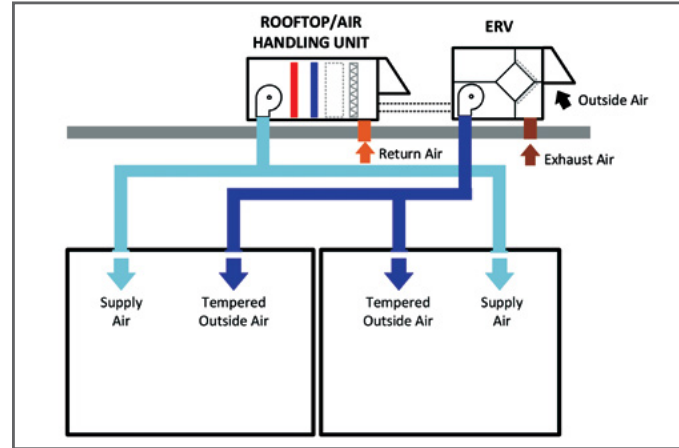 ROOFTOP/AIR
HANDLING UNIT
ERV
Outside Air
Return Air
Exhaust Air
Supply
Air
Tempered
Outside Air
Tempered
Outside Air
Supply
Air